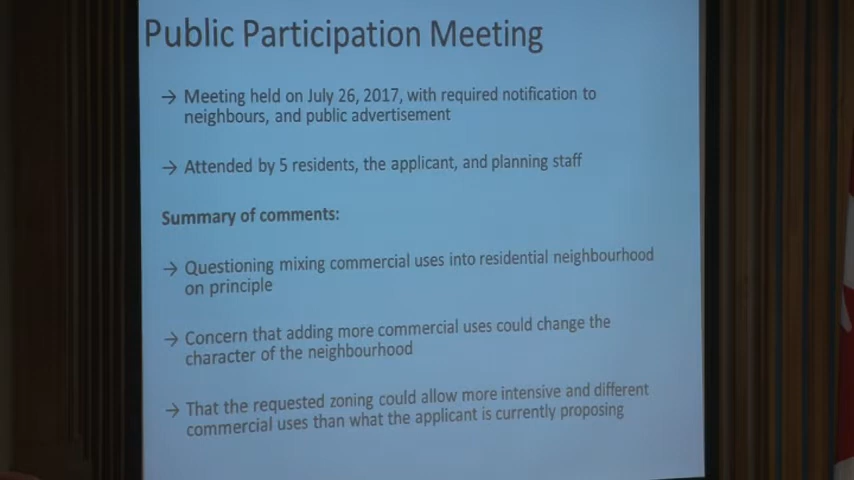 Public Participation Meeting
→ Meeting held on July 26, 2017, with required notification to
neighbours, and public advertisement
→ Attended by 5 residents, the applicant, and planning staff
Summary of comments:
→ Questioning mixing commercial uses into residential neighbourhood
on principle
→ Concern that adding more commercial uses could change the
character of the neighbourhood
→ That the requested zoning could allow more intensive and different
commercial uses than what the applicant is currently proposing